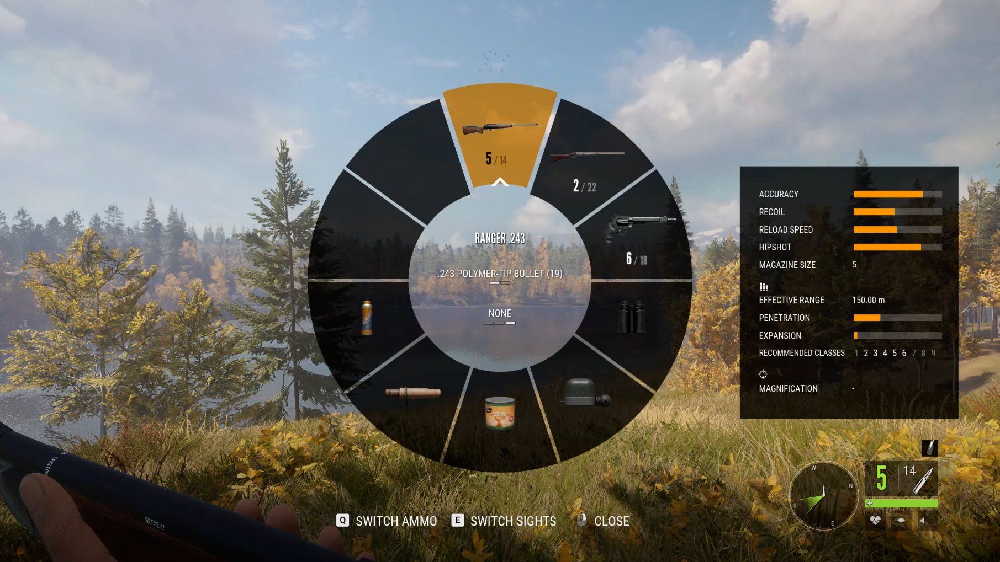 5 / 14
2 / 22
6 / 18
RANGER .243
.243 POLYMER-TIP BULLET (19)
NONE
ACCURACY
RECOIL
RELOAD SPEED
HIPSHOT
MAGAZINE SIZE 5
EFFECTIVE RANGE 150.00 m
PENETRATION
EXPANSION
RECOMMENDED CLASSES 1 2 3 4 5 6 7 8 9
MAGNIFICATION -
W
N
S
E
5 | 14
0057331
0057331
Q SWITCH AMMO E SWITCH SIGHTS CLOSE